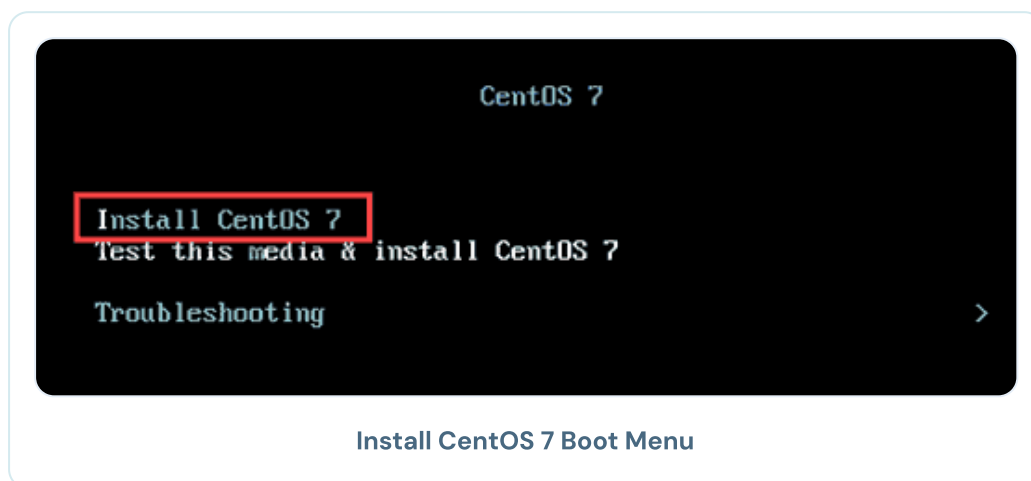 CentOS 7
Install CentOS 7
Test this media & install CentOS 7
Troubleshooting >
Install CentOS 7 Boot Menu